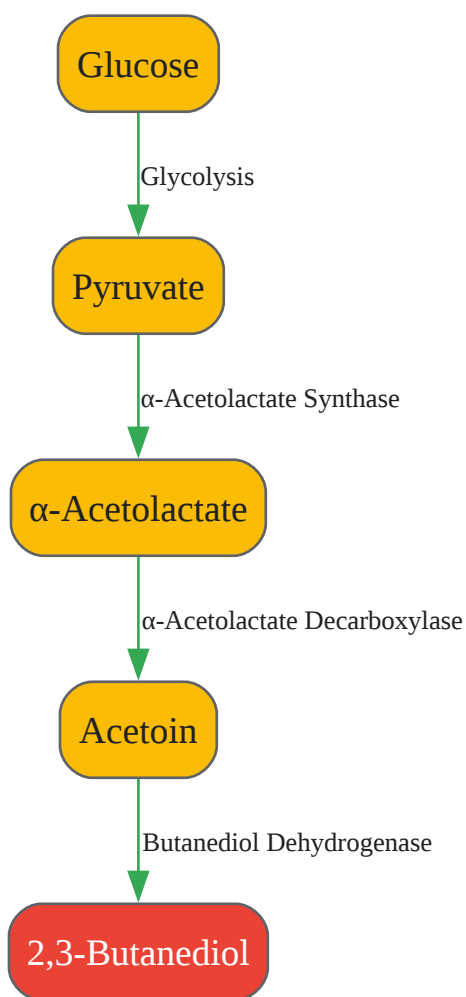 Glucose
Glycolysis
Pyruvate
α-Acetolactate Synthase
α-Acetolactate
α-Acetolactate Decarboxylase
Acetoin
Butanediol Dehydrogenase
2,3-Butanediol